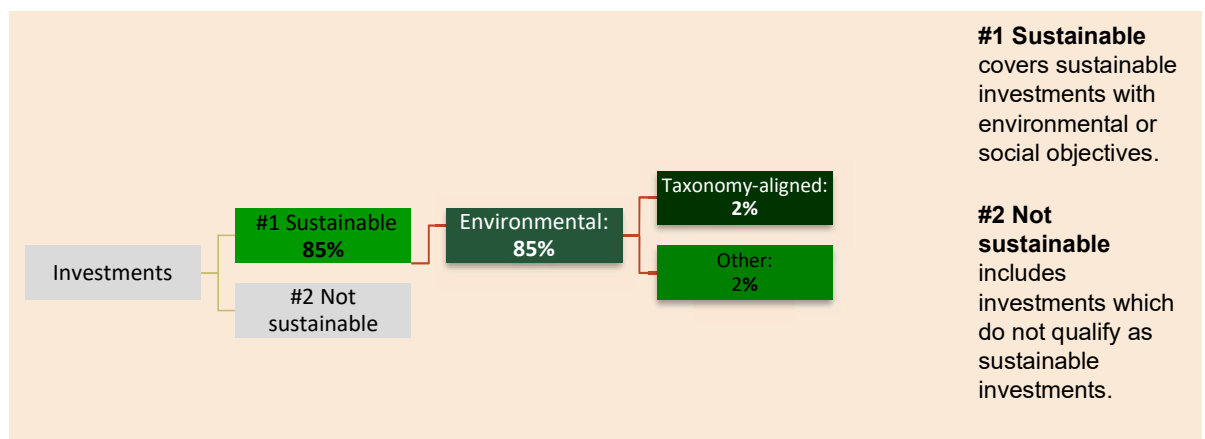 Investments
#1 Sustainable
85%
#2 Not
sustainable
Environmental:
85%
Taxonomy-aligned:
2%
Other:
2%
#1 Sustainable
covers sustainable
investments with
environmental or
social objectives.
#2 Not
sustainable
includes
investments which
do not qualify as
sustainable
investments.